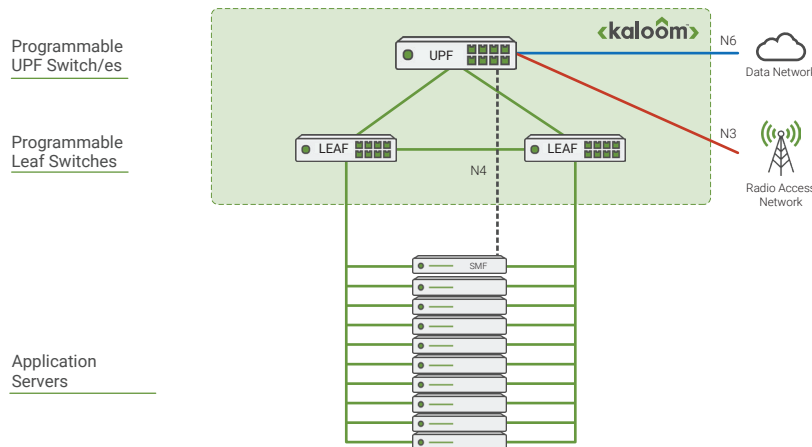 Programmable
UPF Switch/es
UPF
‹kaloom›
N6
Data Network
Programmable
Leaf Switches
LEAF
LEAF
N4
N3
Radio Access
Network
SMF
Application
Servers